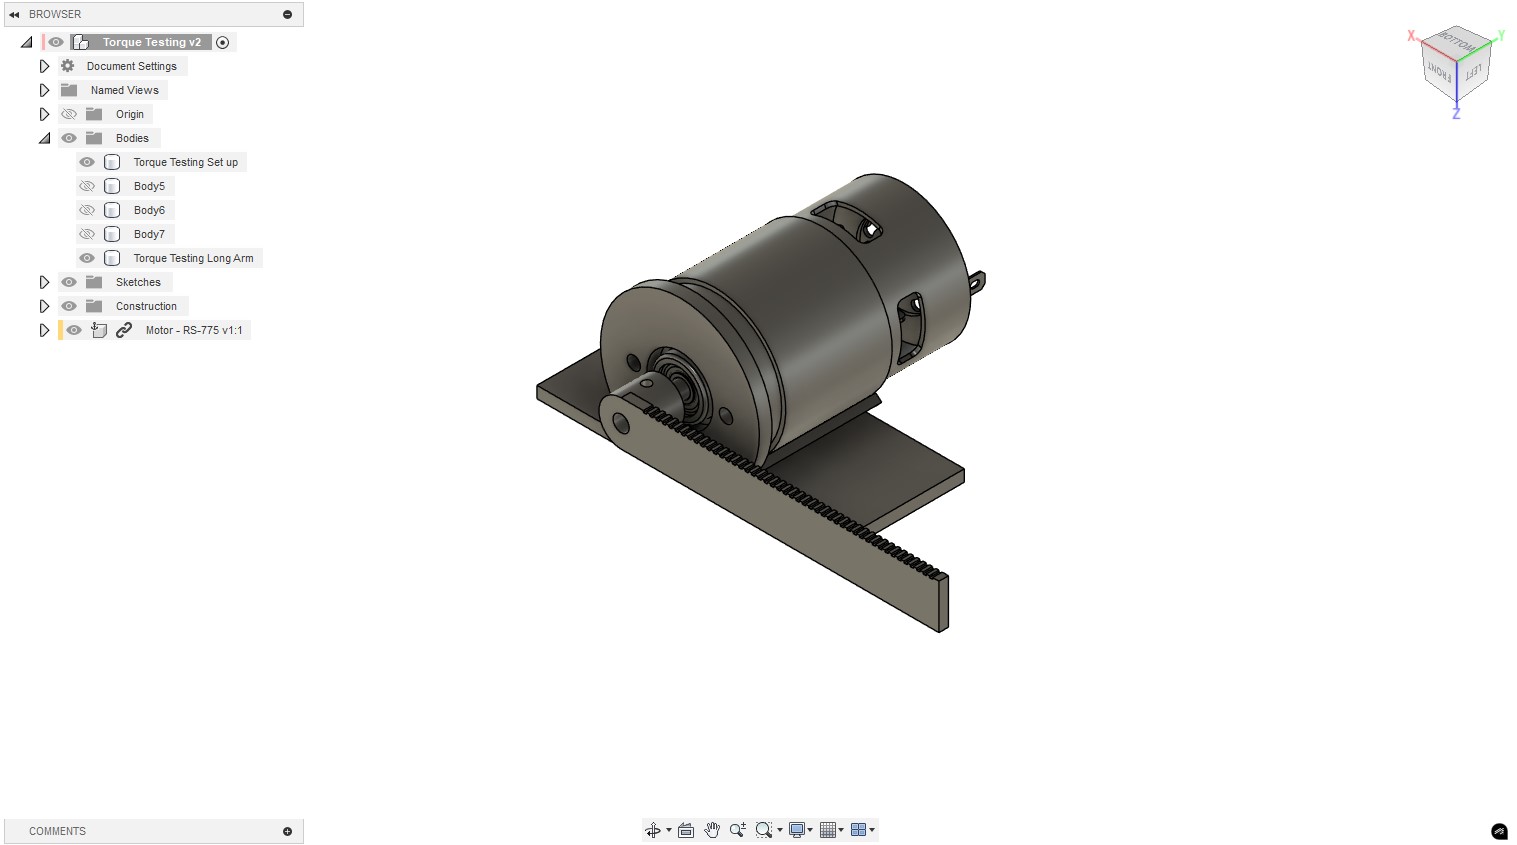 BROWSER
Torque Testing v2
Document Settings
Named Views
Origin
Bodies
Torque Testing Set up
Body5
Body6
Body7
Torque Testing Long Arm
Sketches
Construction
Motor - RS-775 v1:1
COMMENTS
X
Y
BOTTOM
FRONT
LEFT
Z